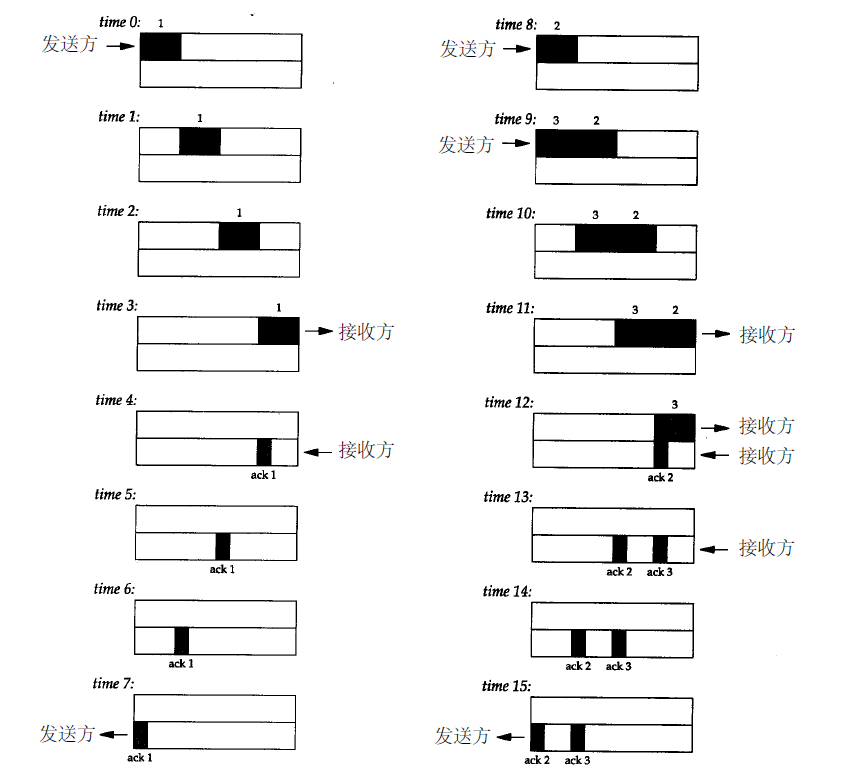 time 0: 1
发送方
time 1: 1
time 2: 1
time 3: 1
接收方
time 4:
接收方
ack 1
time 5:
ack 1
time 6:
ack 1
time 7:
发送方
ack 1
time 8: 2
发送方
time 9: 3 2
发送方
time 10: 3 2
time 11: 3 2
接收方
time 12: 3
接收方
接收方
ack 2
time 13:
接收方
ack 2 ack 3
time 14:
ack 2 ack 3
time 15:
发送方
ack 2 ack 3